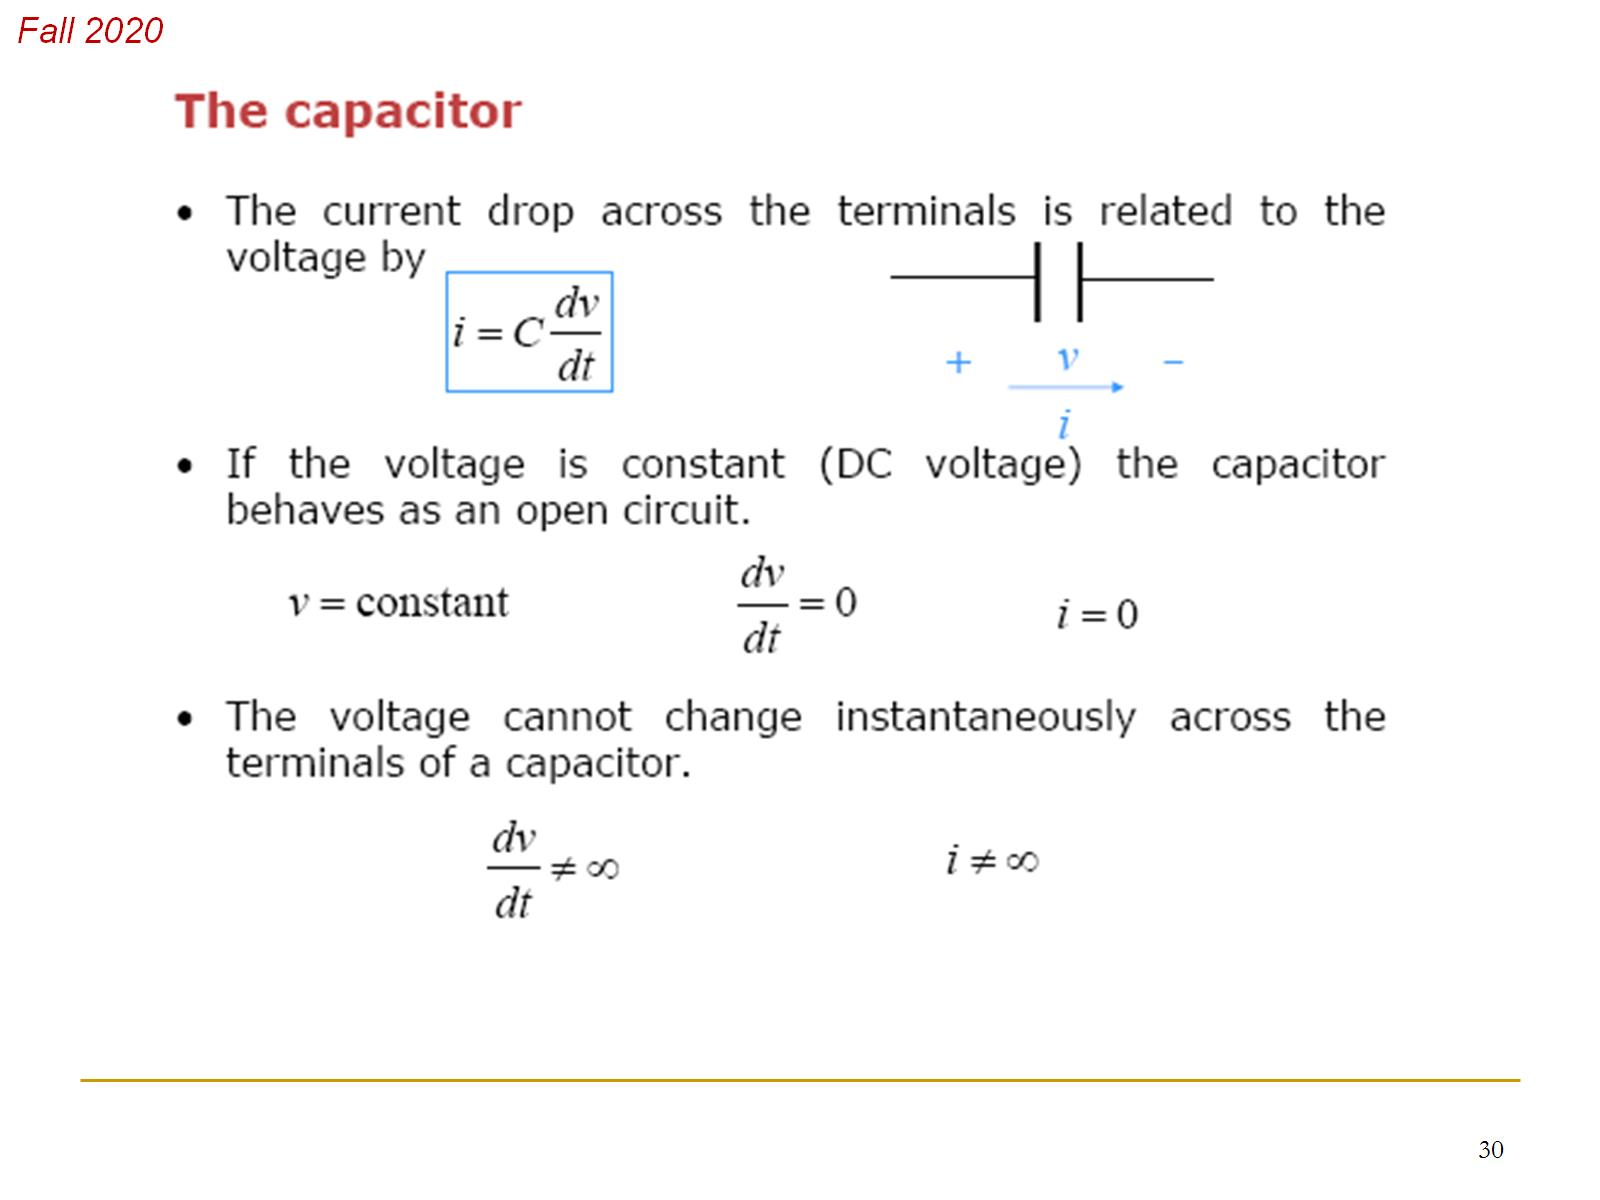 Fall 2020
The capacitor
• The current drop across the terminals is related to the
voltage by
i = C dv/dt
+ v −
i
• If the voltage is constant (DC voltage) the capacitor
behaves as an open circuit.
v = constant dv/dt = 0 i = 0
• The voltage cannot change instantaneously across the
terminals of a capacitor.
dv/dt ≠ ∞ i ≠ ∞
30